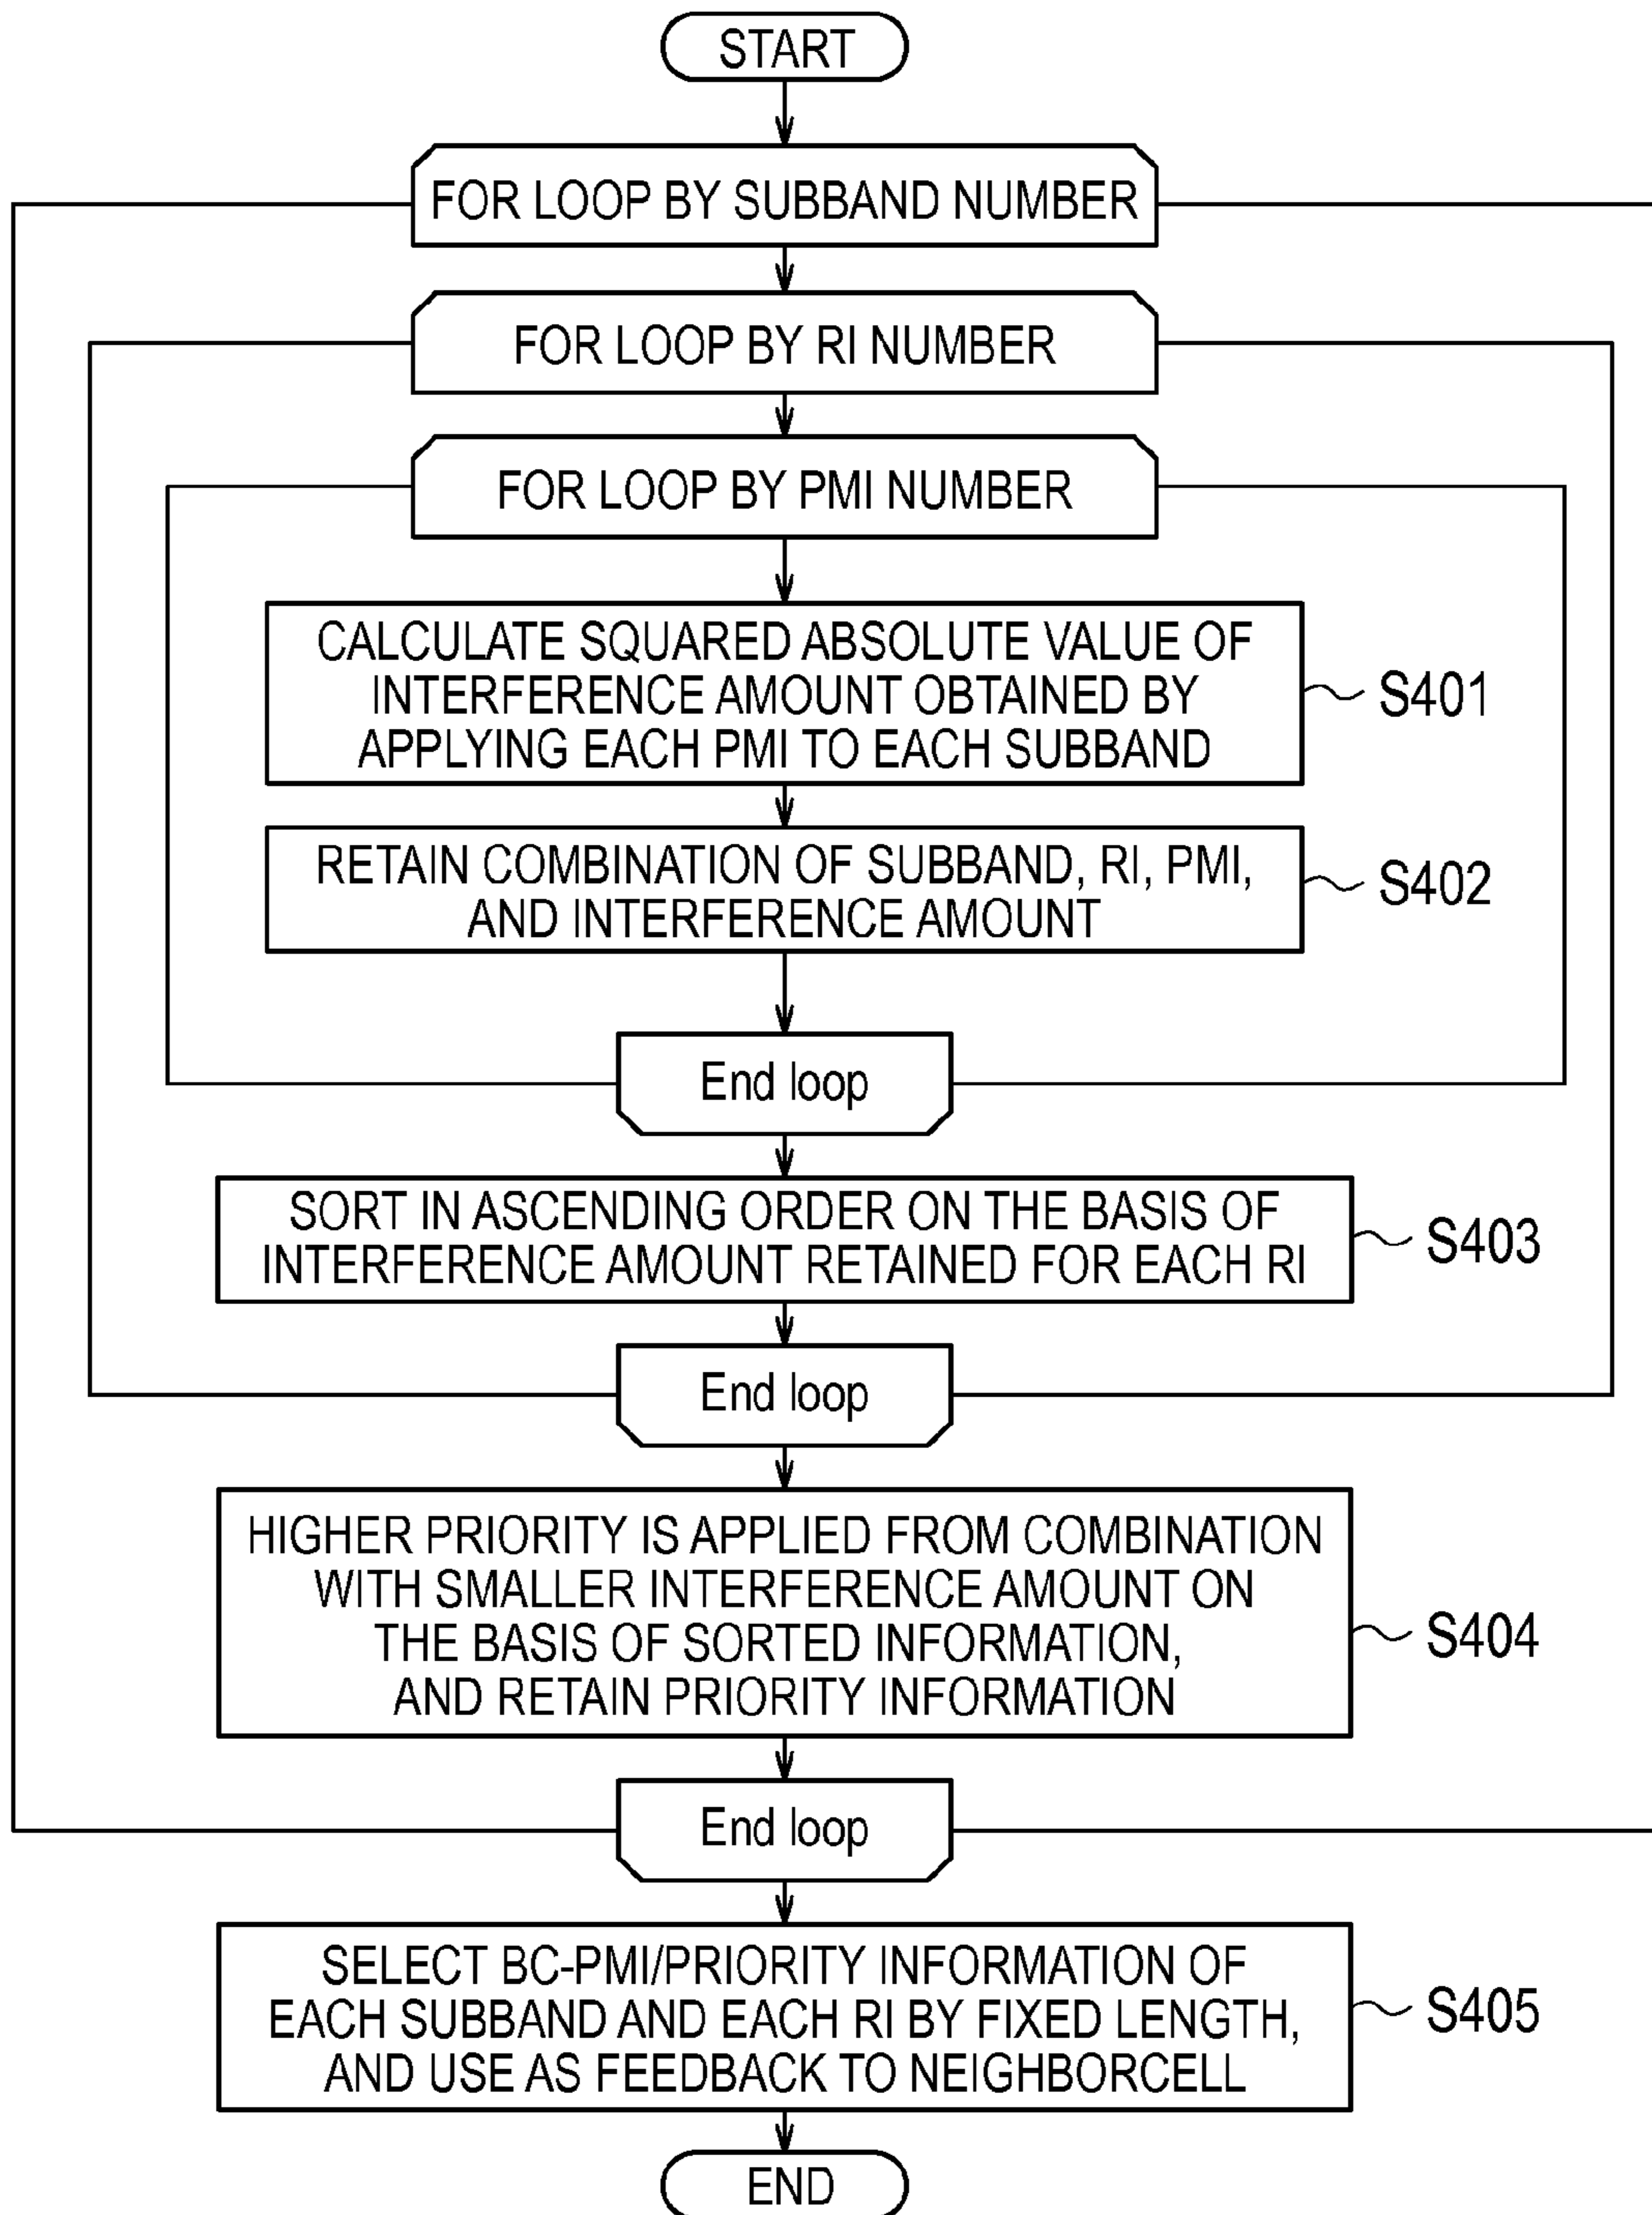 START
FOR LOOP BY SUBBAND NUMBER
FOR LOOP BY RI NUMBER
FOR LOOP BY PMI NUMBER
CALCULATE SQUARED ABSOLUTE VALUE OF
INTERFERENCE AMOUNT OBTAINED BY
APPLYING EACH PMI TO EACH SUBBAND
S401
RETAIN COMBINATION OF SUBBAND, RI, PMI,
AND INTERFERENCE AMOUNT
S402
End loop
SORT IN ASCENDING ORDER ON THE BASIS OF
INTERFERENCE AMOUNT RETAINED FOR EACH RI
S403
End loop
HIGHER PRIORITY IS APPLIED FROM COMBINATION
WITH SMALLER INTERFERENCE AMOUNT ON
THE BASIS OF SORTED INFORMATION,
AND RETAIN PRIORITY INFORMATION
S404
End loop
SELECT BC-PMI/PRIORITY INFORMATION OF
EACH SUBBAND AND EACH RI BY FIXED LENGTH,
AND USE AS FEEDBACK TO NEIGHBORCELL
S405
END